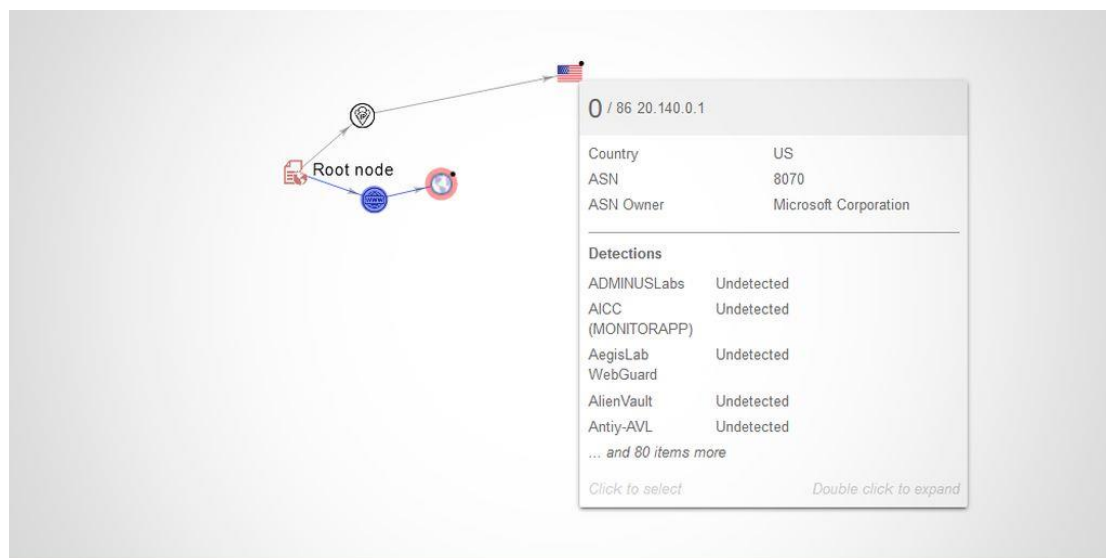 Root node
www
0 / 86 20.140.0.1
Country US
ASN 8070
ASN Owner Microsoft Corporation
Detections
ADMINUSLabs Undetected
AICC Undetected
(MONITORAPP)
AegisLab Undetected
WebGuard
AlienVault Undetected
Antiy-AVL Undetected
... and 80 items more
Click to select Double click to expand